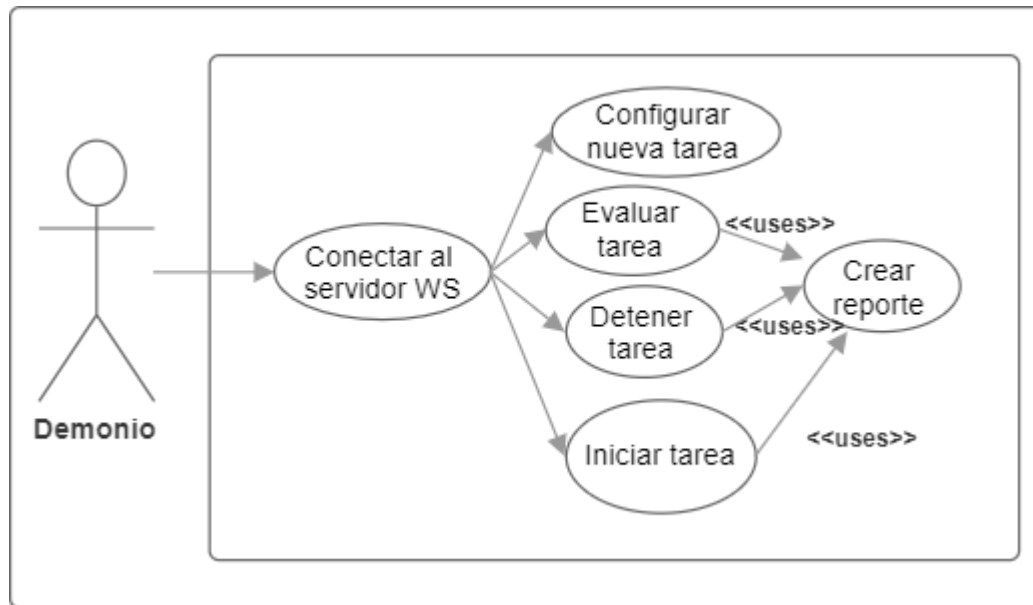 Configurar
nueva tarea
Evaluar
tarea
<<uses>>
Conectar al
servidor WS
Crear
reporte
Detener
tarea
<<uses>>
Demonio
Iniciar tarea
<<uses>>